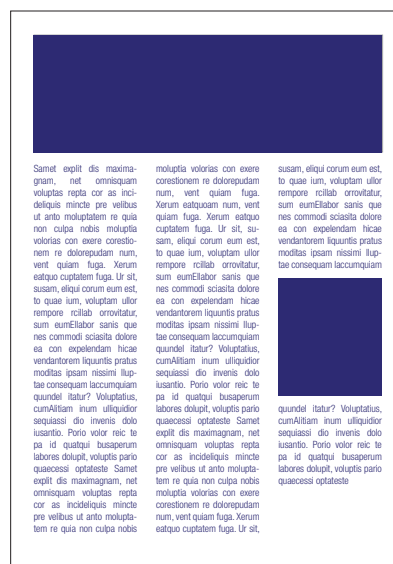 Samet explit dis maxima-
gnam, net omnisquam
voluptas repta cor as inci-
deliquis mincte pre velibus
ut anto moluptatem re quia
non culpa nobis moluptia
volorias con exere corestio-
nem re dolorepudam num,
vent quiam fuga. Xerum
eatquo cuptatem fuga. Ur sit,
susam, eliqui corum eum est,
to quae ium, voluptam ullor
rempore rcillab orrovitatur,
sum eumEllabor sanis que
nes commodi sciasita dolore
ea con expelendam hicae
vendantorem liquuntis pratus
moditas ipsam nissimi llup-
tae consequam laccumquiam
quundel itatur? Voluptatius,
cumAlitiam inum ulliquidior
sequiassi dio invenis dolo
iusantio. Porio volor reic te
pa id quatqui busaperum
labores dolupit, voluptis pario
quaecessi optateste Samet
explit dis maximagnam, net
omnisquam voluptas repta
cor as incideliquis mincte
pre velibus ut anto molupta-
tem re quia non culpa nobis
moluptia volorias con exere
corestionem re dolorepudam
num, vent quiam fuga.
Xerum eatquoam num, vent
quiam fuga. Xerum eatquo
cuptatem fuga. Ur sit, su-
sam, eliqui corum eum est,
to quae ium, voluptam ullor
rempore rcillab orrovitatur,
sum eumEllabor sanis que
nes commodi sciasita dolore
ea con expelendam hicae
vendantorem liquuntis pratus
moditas ipsam nissimi llup-
tae consequam laccumquiam
quundel itatur? Voluptatius,
cumAlitiam inum ulliquidior
sequiassi dio invenis dolo
iusantio. Porio volor reic te
pa id quatqui busaperum
labores dolupit, voluptis pario
quaecessi optateste Samet
explit dis maximagnam, net
omnisquam voluptas repta
cor as incideliquis mincte
pre velibus ut anto molupta-
tem re quia non culpa nobis
moluptia volorias con exere
corestionem re dolorepudam
num, vent quiam fuga. Xerum
eatquo cuptatem fuga. Ur sit,
susam, eliqui corum eum est,
to quae ium, voluptam ullor
rempore rcillab orrovitatur,
sum eumEllabor sanis que
nes commodi sciasita dolore
ea con expelendam hicae
vendantorem liquuntis pratus
moditas ipsam nissimi llup-
tae consequam laccumquiam
quundel itatur? Voluptatius,
cumAlitiam inum ulliquidior
sequiassi dio invenis dolo
iusantio. Porio volor reic te
pa id quatqui busaperum
labores dolupit, voluptis pario
quaecessi optateste